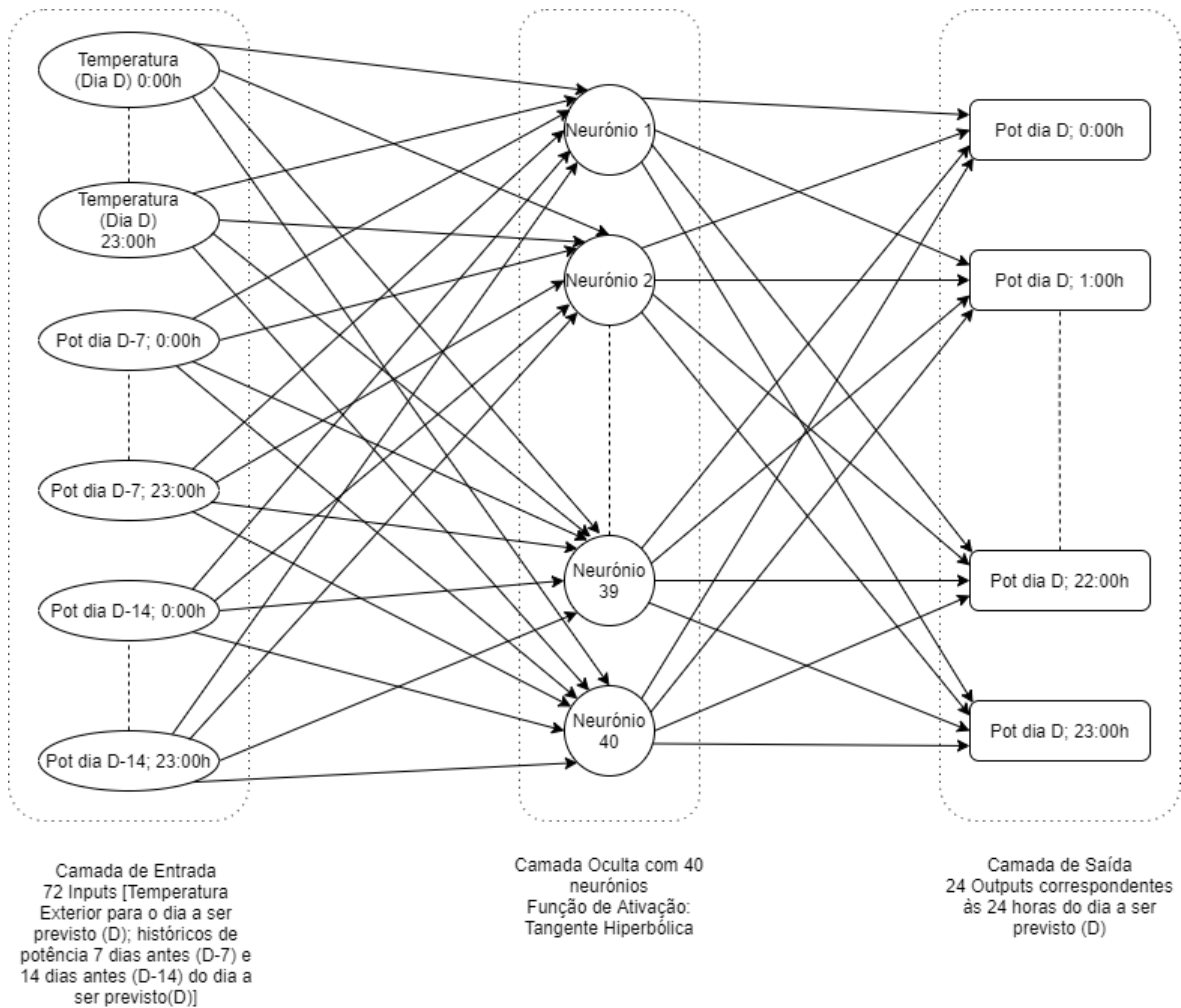 Temperatura
(Dia D) 0:00h
Temperatura
(Dia D)
23:00h
Pot dia D-7; 0:00h
Pot dia D-7; 23:00h
Pot dia D-14; 0:00h
Pot dia D-14; 23:00h
Neurónio 1
Neurónio 2
Neurónio
39
Neurónio
40
Pot dia D; 0:00h
Pot dia D; 1:00h
Pot dia D; 22:00h
Pot dia D; 23:00h
Camada de Entrada
72 Inputs [Temperatura
Exterior para o dia a ser
previsto (D); históricos de
potência 7 dias antes (D-7) e
14 dias antes (D-14) do dia a
ser previsto(D)]
Camada Oculta com 40
neurónios
Função de Ativação:
Tangente Hiperbólica
Camada de Saída
24 Outputs correspondentes
às 24 horas do dia a ser
previsto (D)